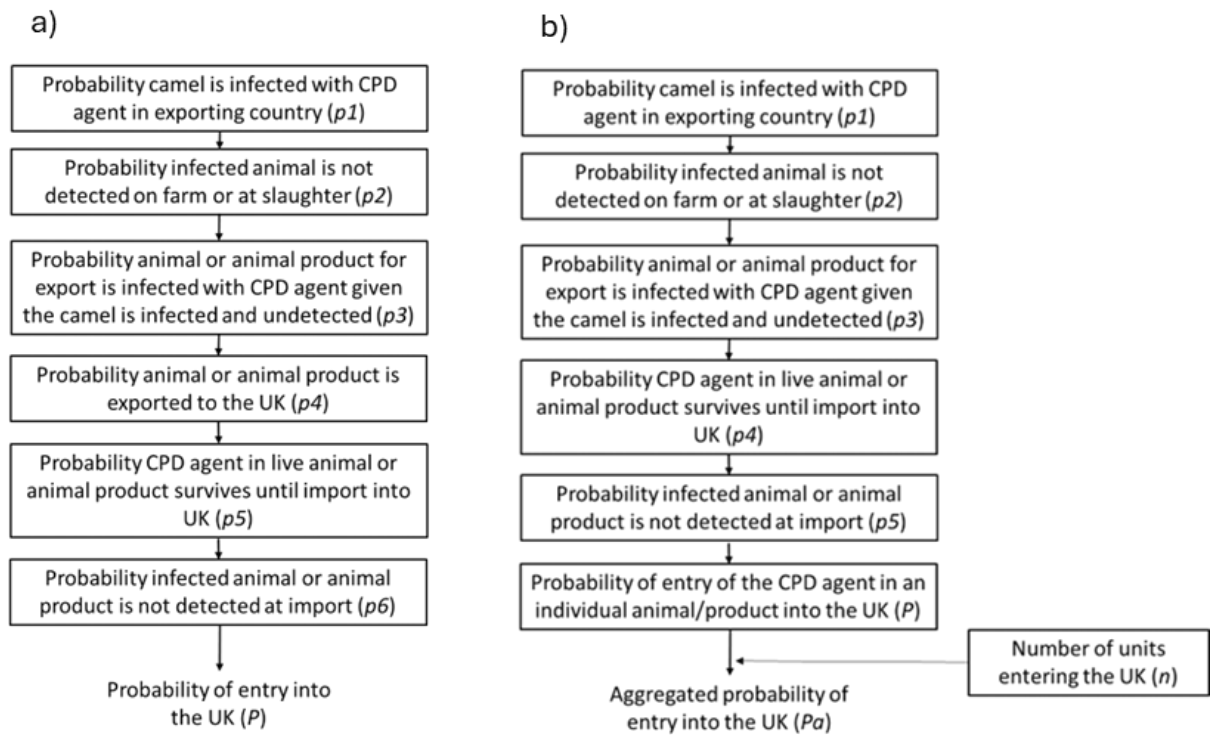 a)
Probability camel is infected with CPD
agent in exporting country (p1)
Probability infected animal is not
detected on farm or at slaughter (p2)
Probability animal or animal product for
export is infected with CPD agent given
the camel is infected and undetected (p3)
Probability animal or animal product is
exported to the UK (p4)
Probability CPD agent in live animal or
animal product survives until import into
UK (p5)
Probability infected animal or animal
product is not detected at import (p6)
Probability of entry into
the UK (P)
b)
Probability camel is infected with CPD
agent in exporting country (p1)
Probability infected animal is not
detected on farm or at slaughter (p2)
Probability animal or animal product for
export is infected with CPD agent given
the camel is infected and undetected (p3)
Probability CPD agent in live animal or
animal product survives until import into
UK (p4)
Probability infected animal or animal
product is not detected at import (p5)
Probability of entry of the CPD agent in an
individual animal/product into the UK (P)
Number of units
entering the UK (n)
Aggregated probability of
entry into the UK (Pa)